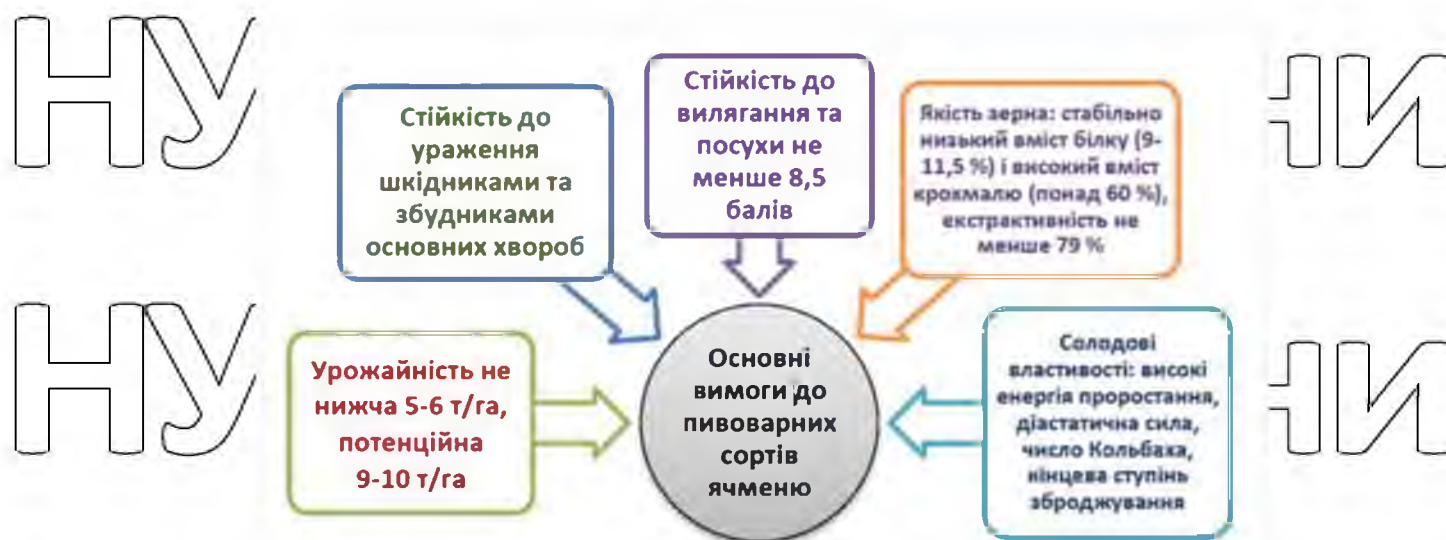 НУ
НИ
Стійкість до
ураження
шкідниками та
збудниками
основних хвороб
Стійкість до
вилягання та
посухи не
менше 8,5
балів
Якість зерна: стабільно
низький вміст білку (9-
11,5 %) і високий вміст
крохмалю (понад 60 %),
екстрактивність не
менше 79 %
НУ
НИ
Урожайність не
нижча 5-6 т/га,
потенційна
9-10 т/га
Основні
вимоги до
пивоварних
сортів
ячменю
Солодові
властивості: високі
енергія проростання,
діастатична сила,
число Кольбаха,
кінцева ступінь
зброджування